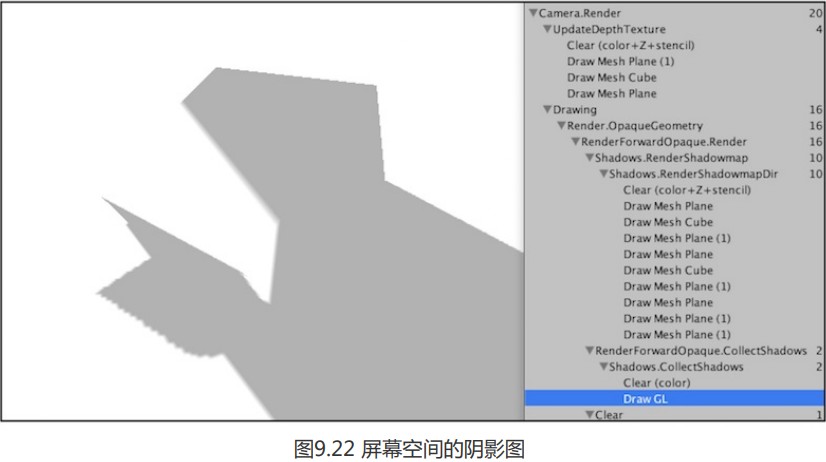 Camera.Render 20
UpdateDepthTexture 4
Clear (color+Z+stencil)
Draw Mesh Plane (1)
Draw Mesh Cube
Draw Mesh Plane
Drawing 16
Render.OpaqueGeometry 16
RenderForwardOpaque.Render 16
Shadows.RenderShadowmap 10
Shadows.RenderShadowmapDir 10
Clear (color+Z+stencil)
Draw Mesh Plane
Draw Mesh Cube
Draw Mesh Plane (1)
Draw Mesh Plane
Draw Mesh Cube
Draw Mesh Plane (1)
Draw Mesh Plane
Draw Mesh Plane (1)
Draw Mesh Plane (1)
RenderForwardOpaque.CollectShadows 2
Shadows.CollectShadows 2
Clear (color)
Draw GL
Clear 1
图9.22 屏幕空间的阴影图